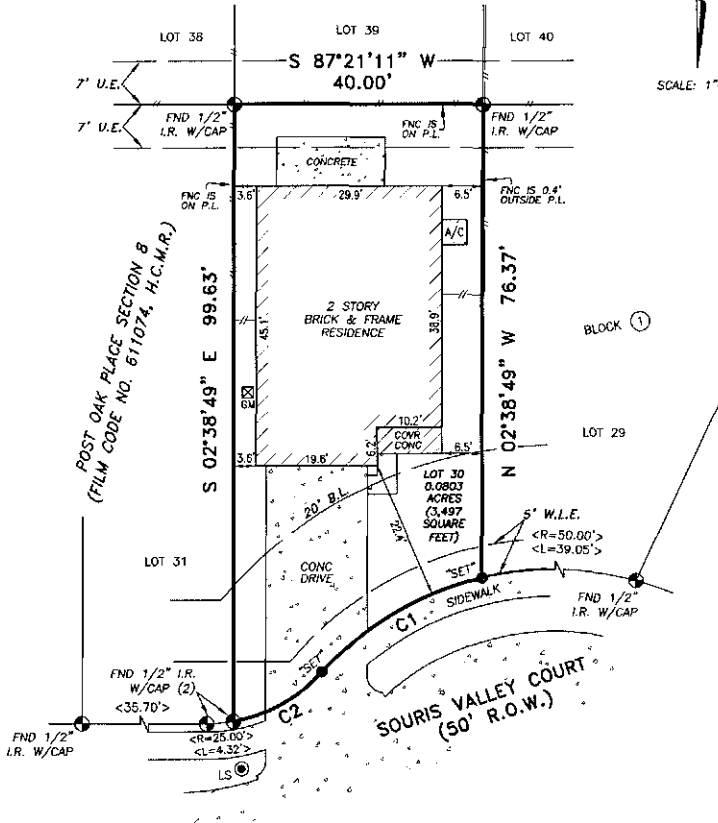 LOT 38
LOT 39
LOT 40
S 87°21'11" W
40.00'
SCALE: 1"
7' U.E.
7' U.E.
FND 1/2"
I.R. W/CAP
FNC IS
ON P.L.
FND 1/2"
I.R. W/CAP
CONCRETE
FNC IS
ON P.L.
3.6'
29.9'
6.5'
FNC IS 0.4'
OUTSIDE P.L.
A/C
POST OAK PLACE SECTION 8
(FILM CODE NO. 611074, H.C.M.R.)
S 02°38'49" E 99.63'
45.1'
2 STORY
BRICK & FRAME
RESIDENCE
38.9'
N 02°38'49" W 76.37'
BLOCK 1
GM
10.2'
COVR
CONC
6.2'
3.6'
19.6'
6.5'
LOT 29
LOT 30
0.0803
ACRES
(3,497
SQUARE
FEET)
20' B.L.
22.4'
5' W.L.E.
<R=50.00'>
<L=39.05'>
LOT 31
CONC
DRIVE
"SET"
SIDEWALK
C1
FND 1/2"
I.R. W/CAP
"SET"
FND 1/2" I.R.
W/CAP (2)
<35.70'>
C2
SOURIS VALLEY COURT
(50' R.O.W.)
FND 1/2"
I.R. W/CAP
<R=25.00'>
<L=4.32'>
LS